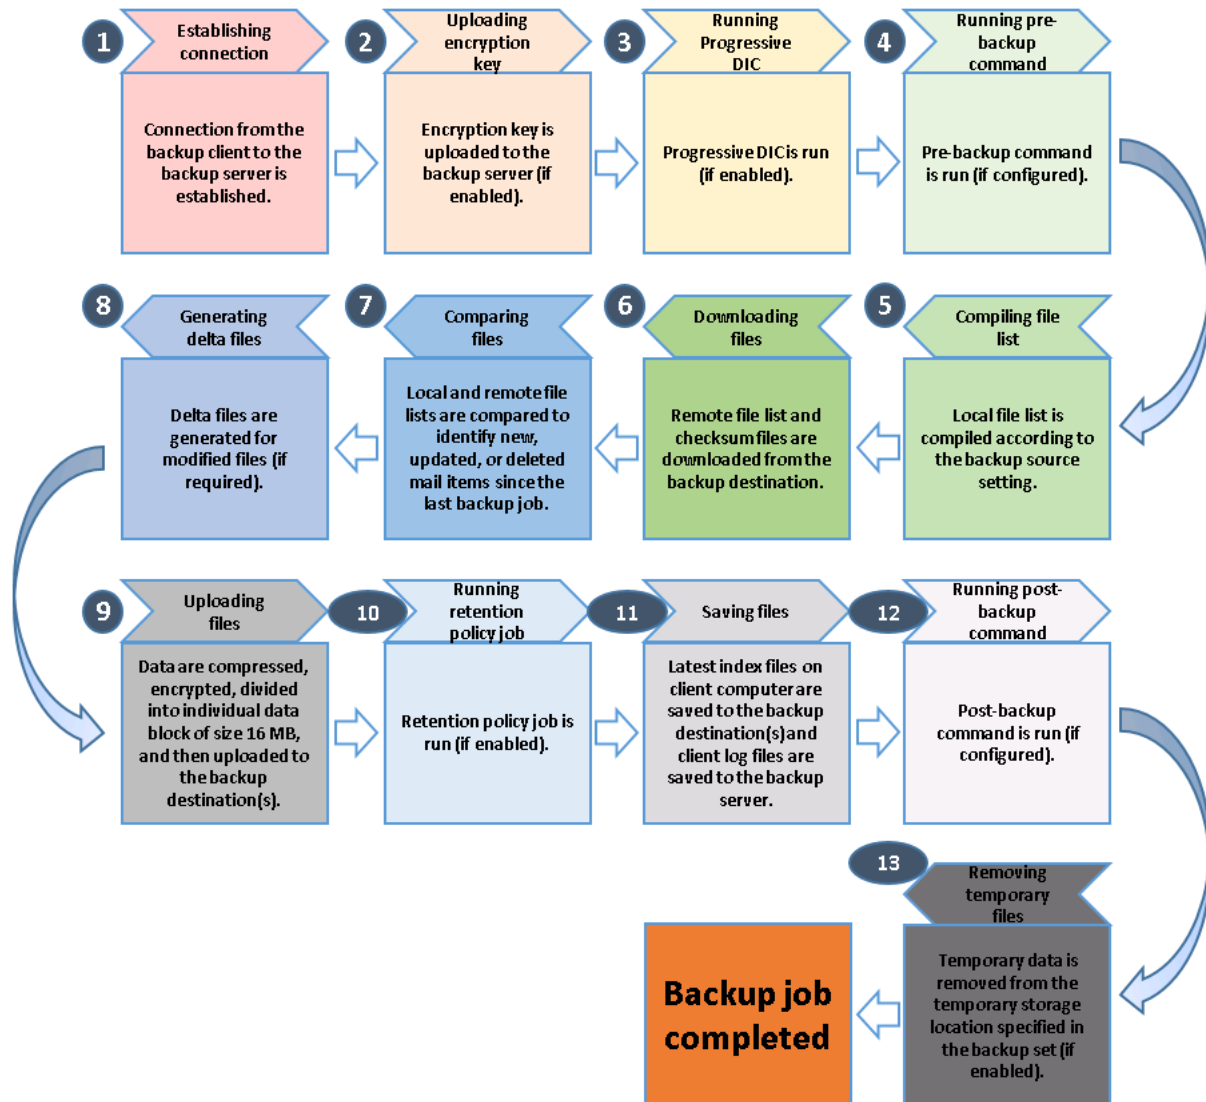 1
Establishing
connection
Connection from the
backup client to the
backup server is
established.
2
Uploading
encryption
key
Encryption key is
uploaded to the
backup server (if
enabled).
3
Running
Progressive
DIC
Progressive DIC is run
(if enabled).
4
Running pre-
backup
command
Pre-backup command
is run (if configured).
5
Compiling file
list
Local file list is
compiled according to
the backup source
setting.
6
Downloading
files
Remote file list and
checksum files are
downloaded from the
backup destination.
7
Comparing
files
Local and remote file
lists are compared to
identify new,
updated, or deleted
mail items since the
last backup job.
8
Generating
delta files
Delta files are
generated for
modified files (if
required).
9
Uploading
files
Data are compressed,
encrypted, divided
into individual data
block of size 16 MB,
and then uploaded to
the backup
destination(s).
10
Running
retention
policy job
Retention policy job is
run (if enabled).
11
Saving files
Latest index files on
client computer are
saved to the backup
destination(s) and
client log files are
saved to the backup
server.
12
Running post-
backup
command
Post-backup
command is run (if
configured).
13
Removing
temporary
files
Temporary data is
removed from the
temporary storage
location specified in
the backup set (if
enabled).
Backup job
completed